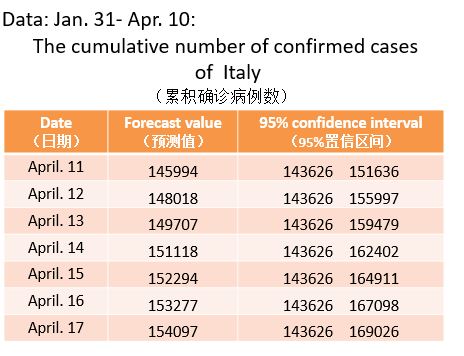 Data: Jan. 31- Apr. 10:
The cumulative number of confirmed cases
of Italy
（累积确诊病例数）
Date Forecast value 95% confidence interval
（日期） （预测值） （95%置信区间）
April. 11 145994 143626 151636
April. 12 148018 143626 155997
April. 13 149707 143626 159479
April. 14 151118 143626 162402
April. 15 152294 143626 164911
April. 16 153277 143626 167098
April. 17 154097 143626 169026